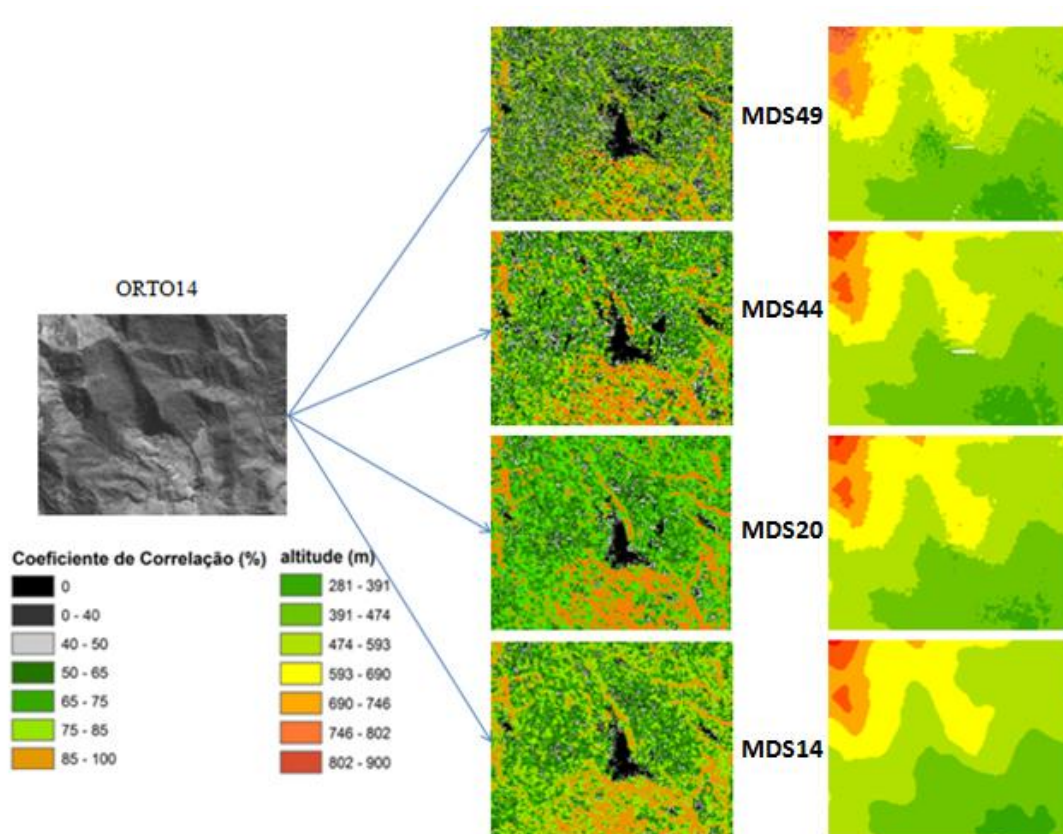 ORTO14
Coeficiente de Correlação (%)
0
0 - 40
40 - 50
50 - 65
65 - 75
75 - 85
85 - 100
altitude (m)
281 - 391
391 - 474
474 - 593
593 - 690
690 - 746
746 - 802
802 - 900
MDS49
MDS44
MDS20
MDS14